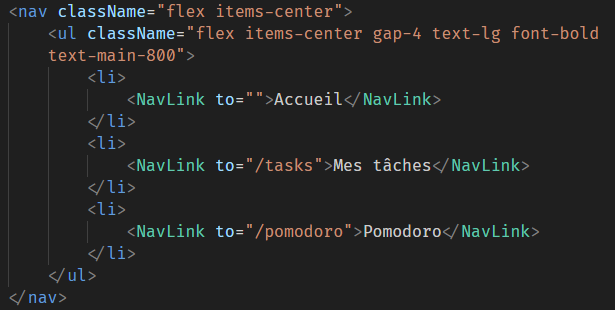 <nav className="flex items-center">
<ul className="flex items-center gap-4 text-lg font-bold
text-main-800">
<li>
<NavLink to="">Accueil</NavLink>
</li>
<li>
<NavLink to="/tasks">Mes tâches</NavLink>
</li>
<li>
<NavLink to="/pomodoro">Pomodoro</NavLink>
</li>
</ul>
</nav>